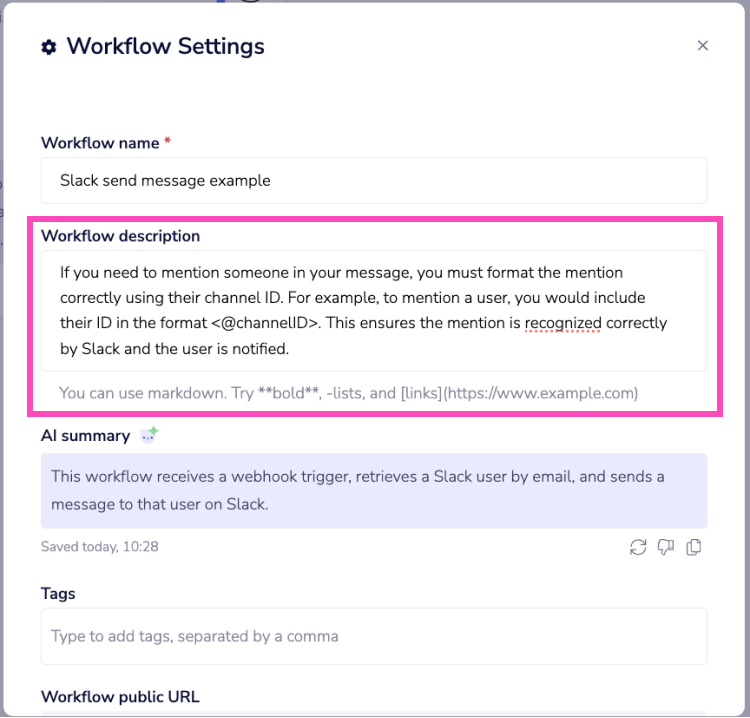 Workflow Settings
Workflow name *
Slack send message example
Workflow description
If you need to mention someone in your message, you must format the mention
correctly using their channel ID. For example, to mention a user, you would include
their ID in the format <@channelID>. This ensures the mention is recognized correctly
by Slack and the user is notified.
You can use markdown. Try **bold**, -lists, and [links](https://www.example.com)
AI summary
This workflow receives a webhook trigger, retrieves a Slack user by email, and sends a
message to that user on Slack.
Saved today, 10:28
Tags
Type to add tags, separated by a comma
Workflow public URL